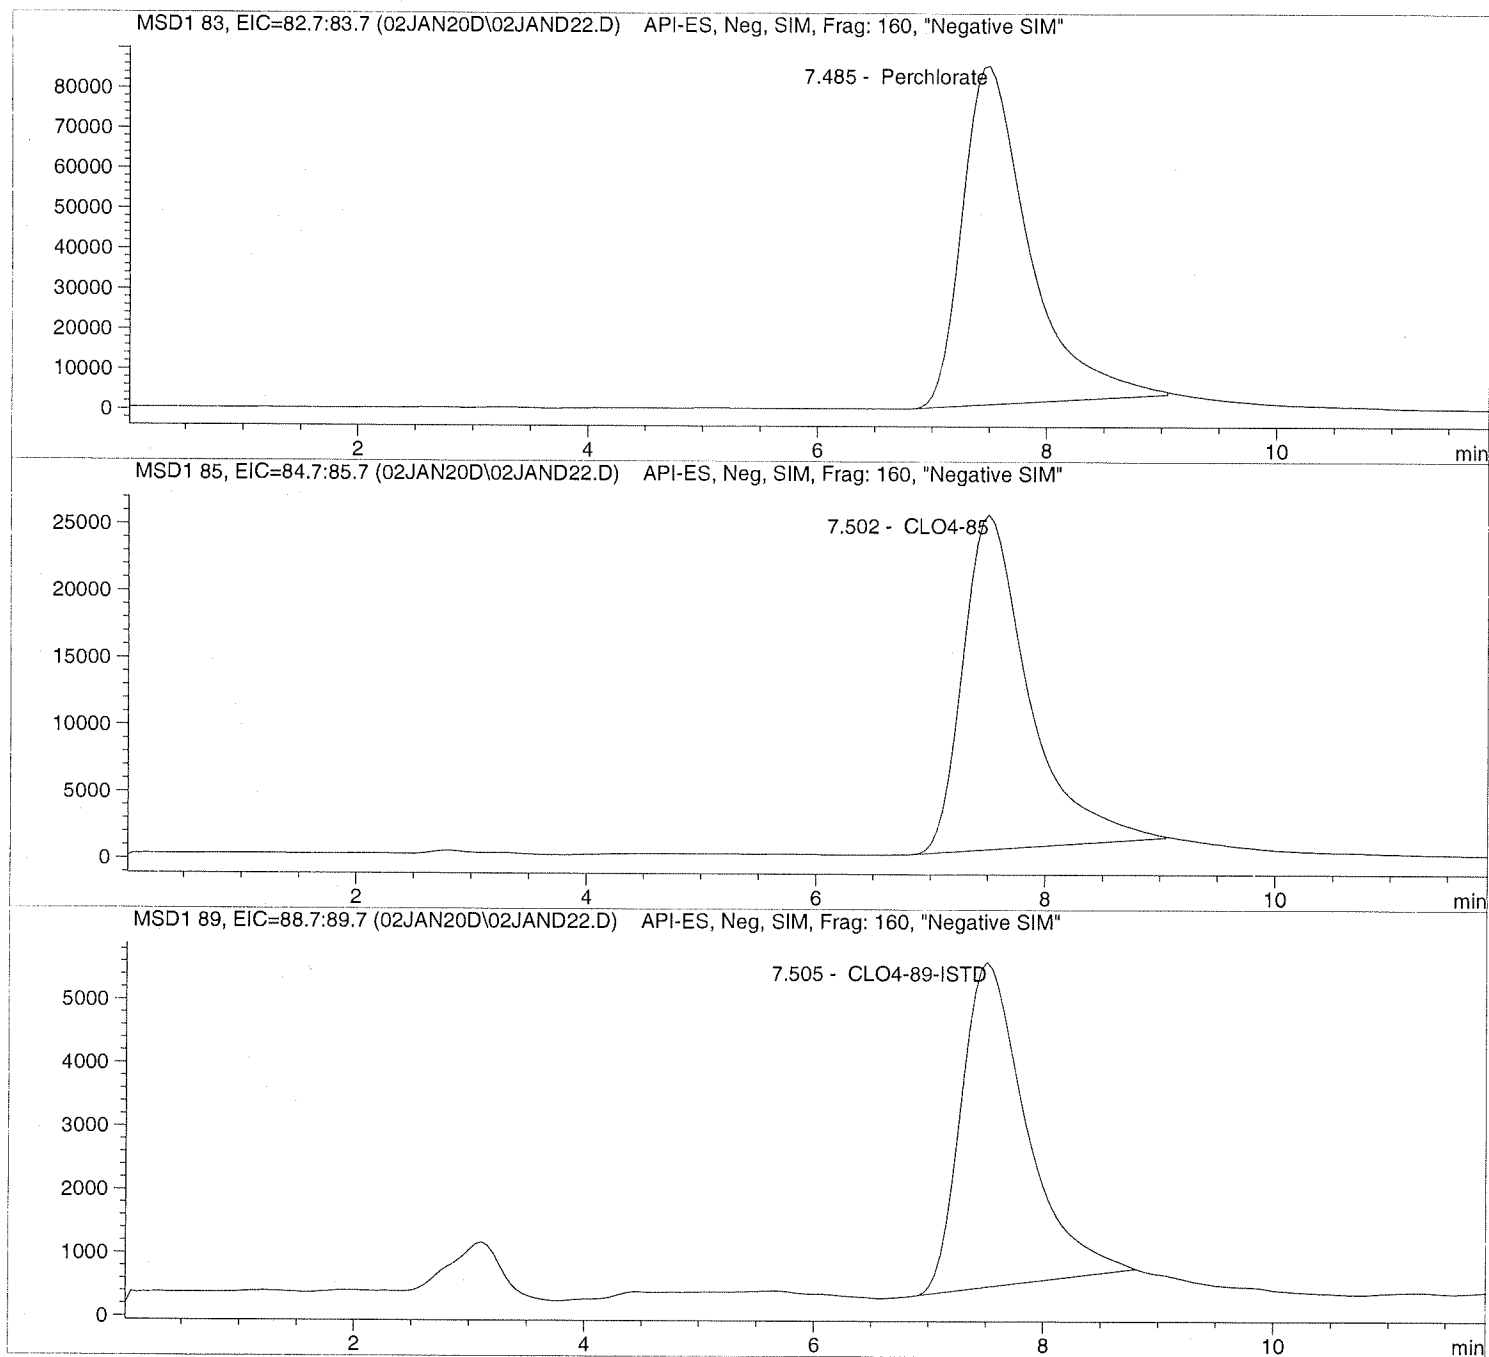 MSD1 83, EIC=82.7:83.7 (02JAN20D\02JAND22.D) API-ES, Neg, SIM, Frag: 160, "Negative SIM"
7.485 - Perchlorate
80000
70000
60000
50000
40000
30000
20000
10000
0
2 4 6 8 10 min
MSD1 85, EIC=84.7:85.7 (02JAN20D\02JAND22.D) API-ES, Neg, SIM, Frag: 160, "Negative SIM"
7.502 - CLO4-85
25000
20000
15000
10000
5000
0
2 4 6 8 10 min
MSD1 89, EIC=88.7:89.7 (02JAN20D\02JAND22.D) API-ES, Neg, SIM, Frag: 160, "Negative SIM"
7.505 - CLO4-89-ISTD
5000
4000
3000
2000
1000
0
2 4 6 8 10 min